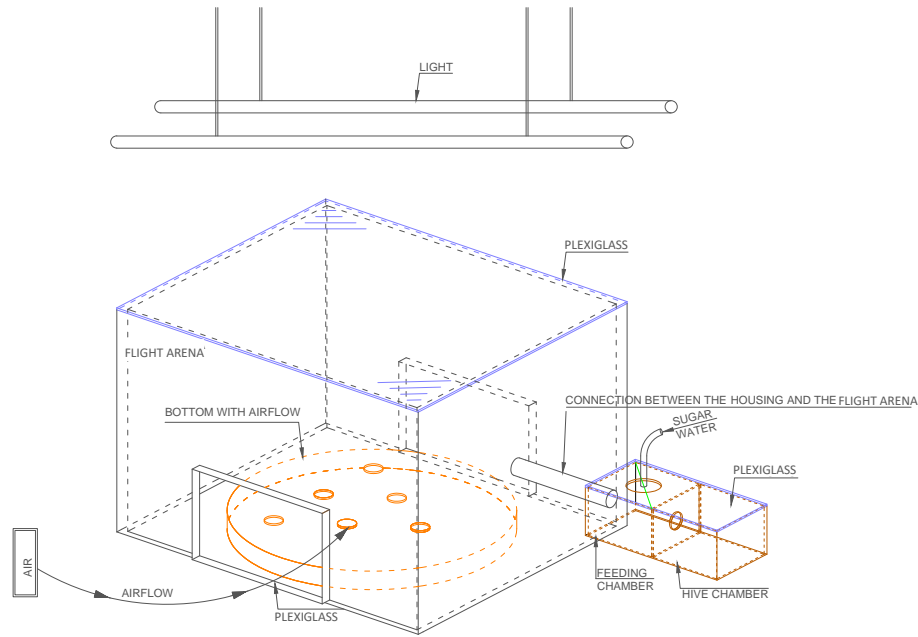 LIGHT
PLEXIGLASS
FLIGHT ARENA
BOTTOM WITH AIRFLOW
CONNECTION BETWEEN THE HOUSING AND THE FLIGHT ARENA
SUGAR
WATER
PLEXIGLASS
AIR
AIRFLOW
PLEXIGLASS
FEEDING
CHAMBER
HIVE CHAMBER